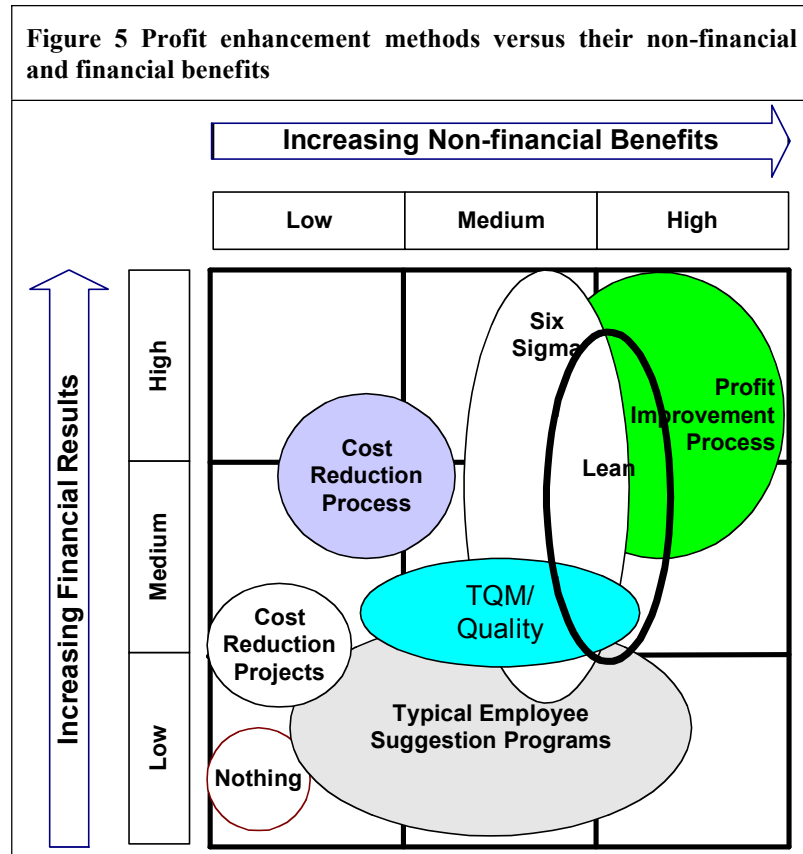 Figure 5 Profit enhancement methods versus their non-financial
and financial benefits
Increasing Non-financial Benefits
Low
Medium
High
Increasing Financial Results
High
Medium
Low
Six
Sigma
Profit
Improvement
Process
Cost
Reduction
Process
Lean
TQM/
Quality
Cost
Reduction
Projects
Typical Employee
Suggestion Programs
Nothing